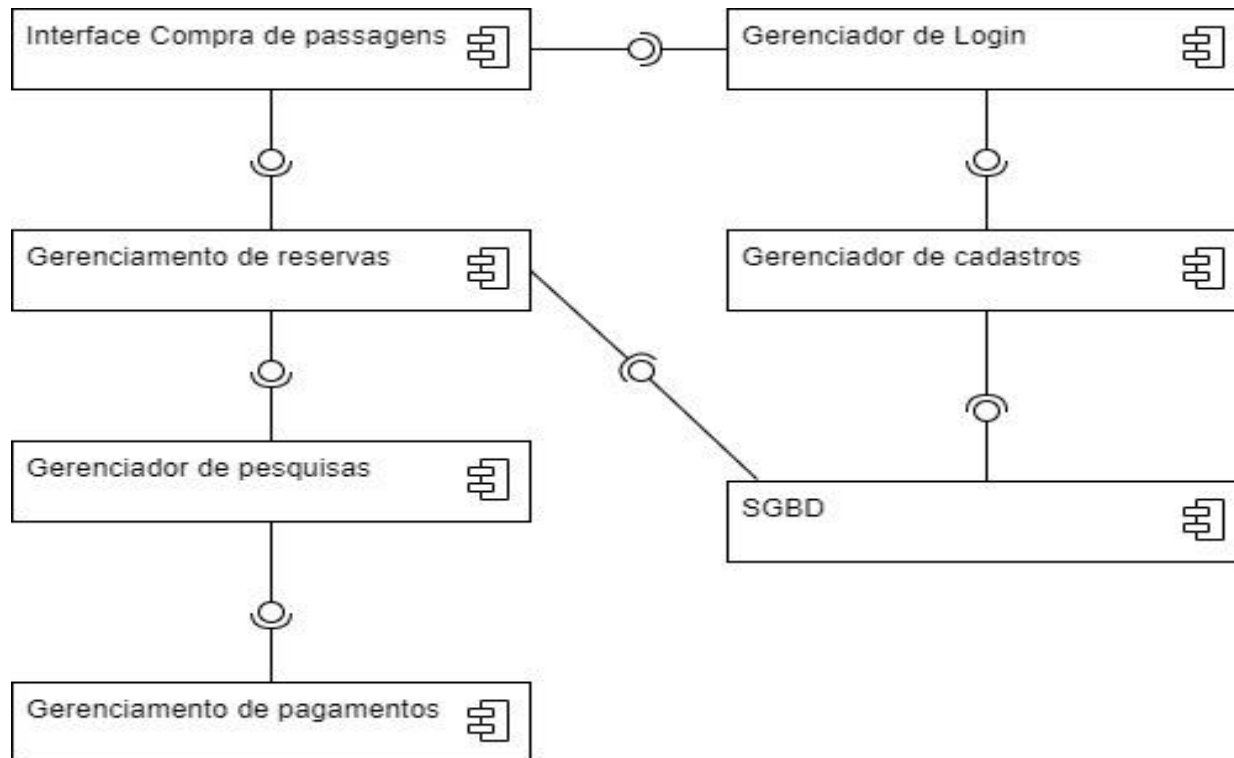 Interface Compra de passagens
Gerenciador de Login
Gerenciamento de reservas
Gerenciador de cadastros
Gerenciador de pesquisas
SGBD
Gerenciamento de pagamentos